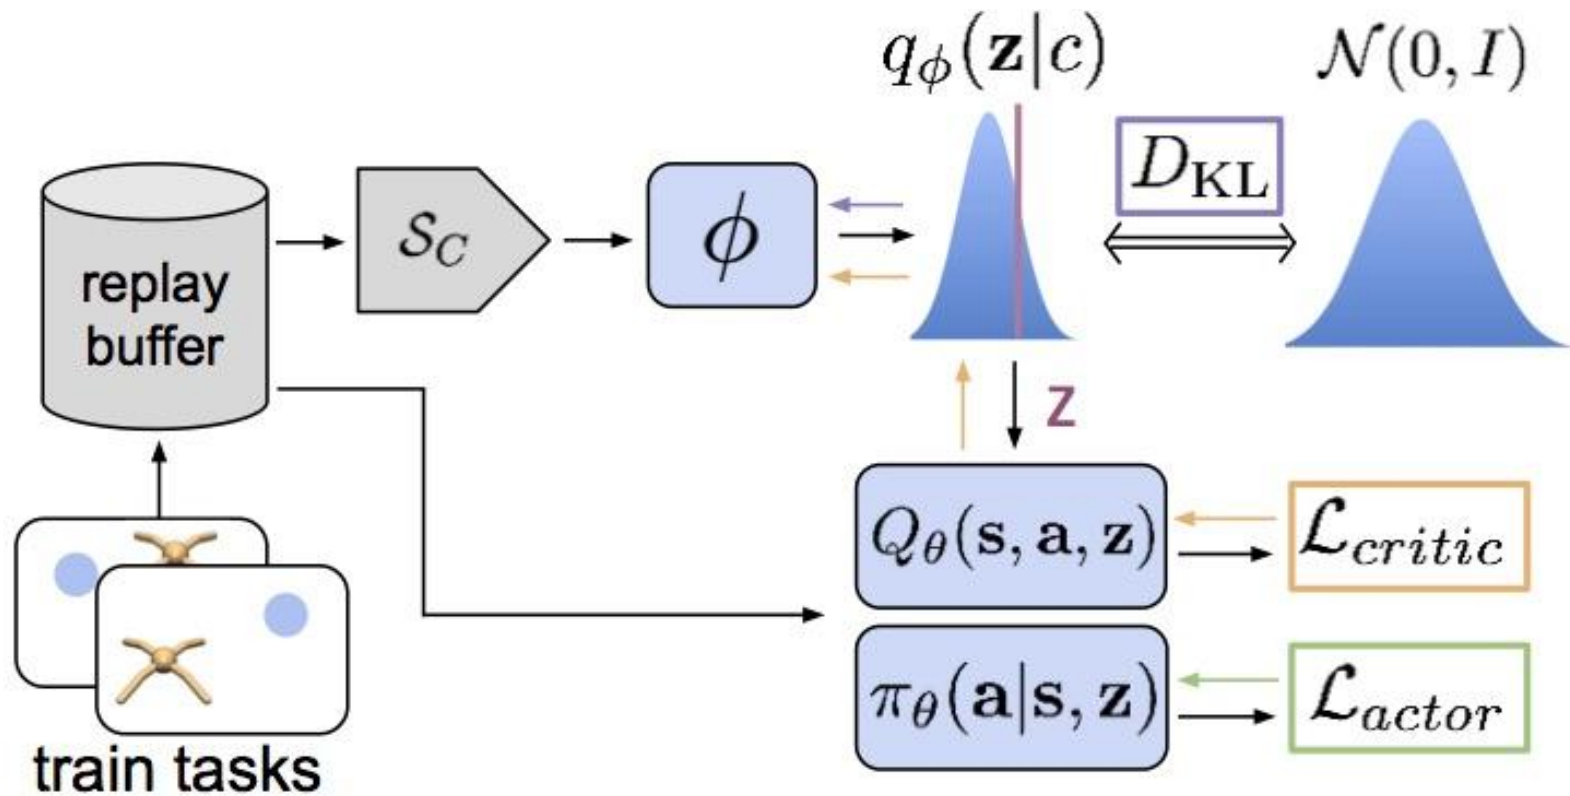 q_ϕ(𝐳|c)
𝒩(0, I)
D_KL
replay
buffer
𝒮_C
ϕ
z
Q_θ(𝐬, 𝐚, 𝐳)
ℒ_critic
π_θ(𝐚|𝐬, 𝐳)
ℒ_actor
train tasks